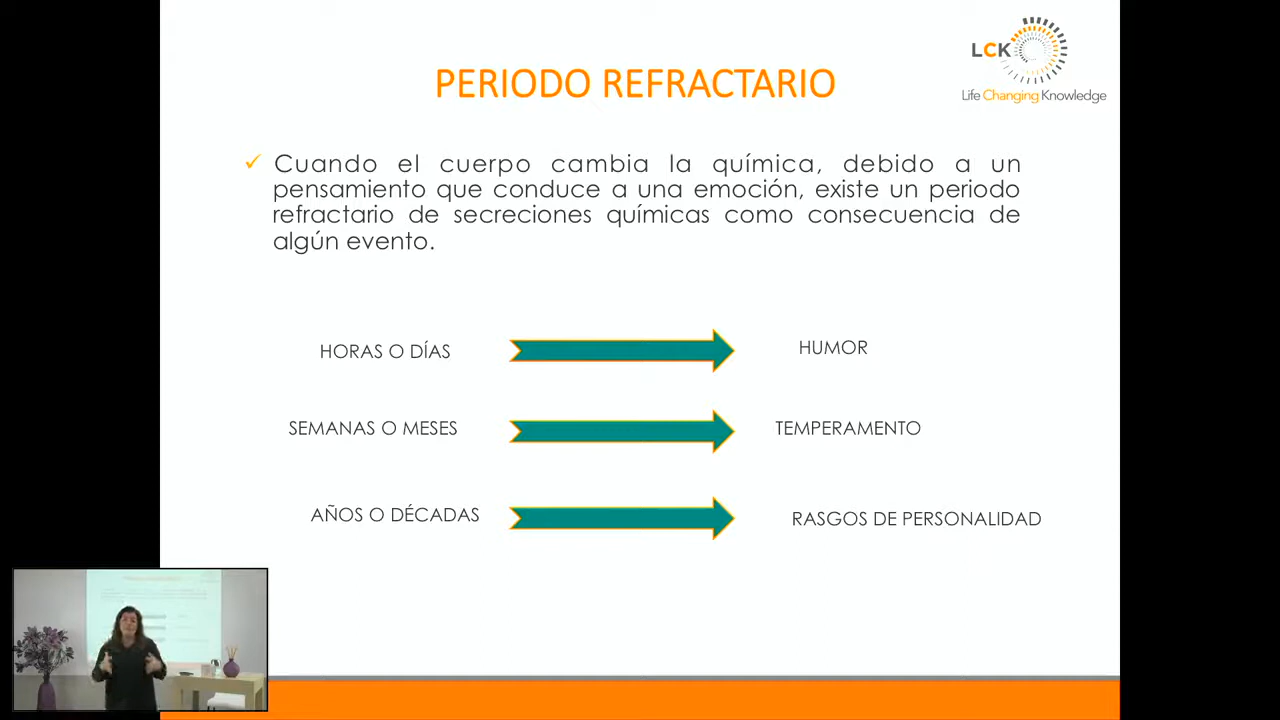 LCK
Life Changing Knowledge
PERIODO REFRACTARIO
✓ Cuando el cuerpo cambia la química, debido a un
pensamiento que conduce a una emoción, existe un periodo
refractario de secreciones químicas como consecuencia de
algún evento.
HORAS O DÍAS
HUMOR
SEMANAS O MESES
TEMPERAMENTO
AÑOS O DÉCADAS
RASGOS DE PERSONALIDAD